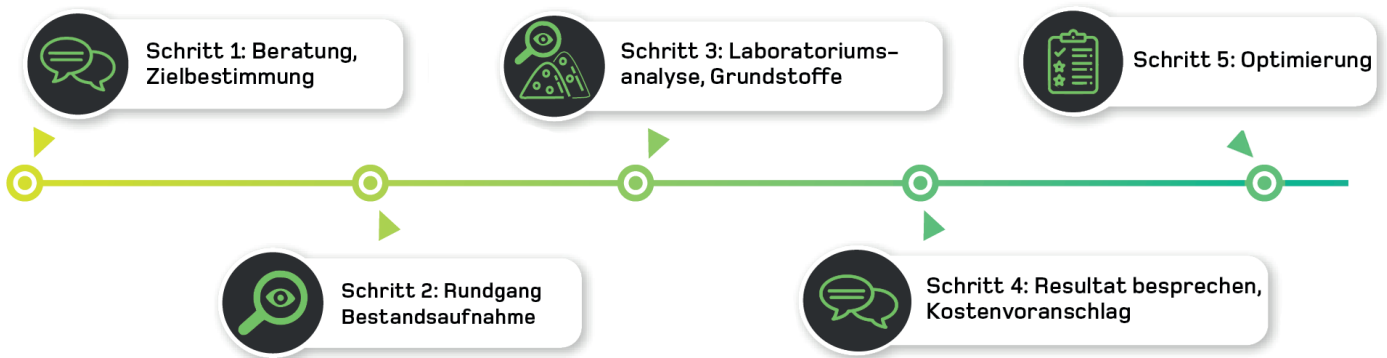 Schritt 1: Beratung,
Zielbestimmung
Schritt 2: Rundgang
Bestandsaufnahme
Schritt 3: Laboratoriums-
analyse, Grundstoffe
Schritt 4: Resultat besprechen,
Kostenvoranschlag
Schritt 5: Optimierung